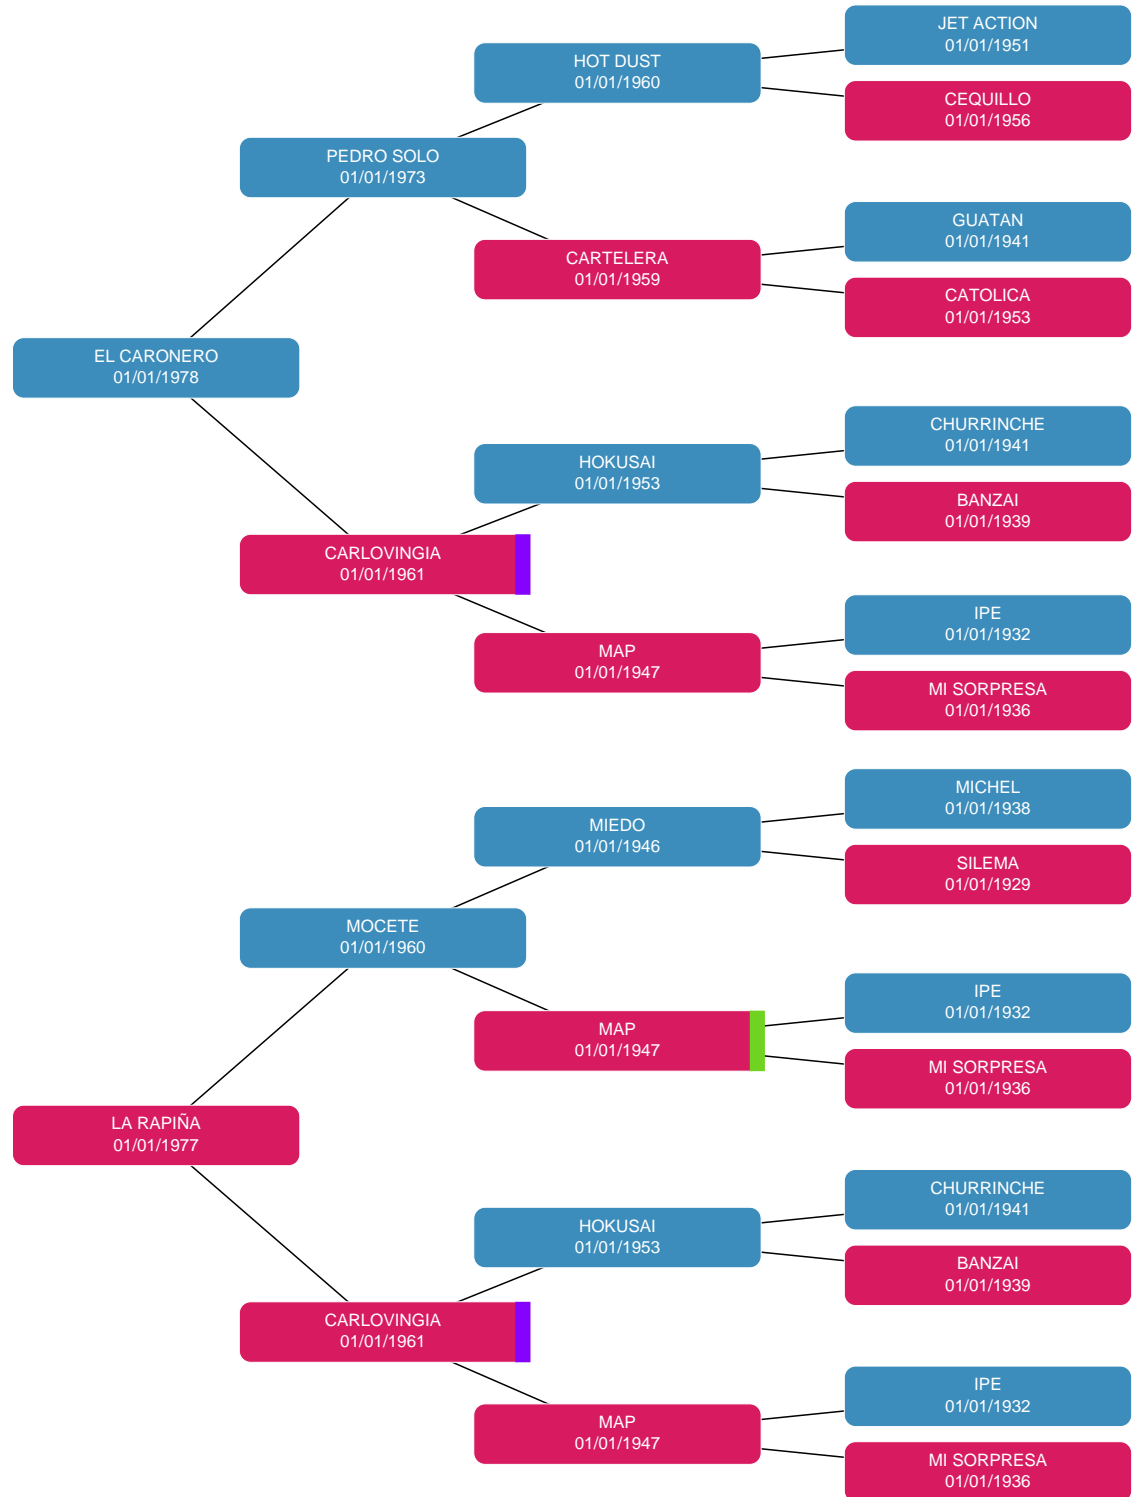 JET ACTION
01/01/1951
HOT DUST
01/01/1960
CEQUILLO
01/01/1956
PEDRO SOLO
01/01/1973
GUATAN
01/01/1941
CARTELERA
01/01/1959
CATOLICA
01/01/1953
EL CARONERO
01/01/1978
CHURRINCHE
01/01/1941
HOKUSAI
01/01/1953
BANZAI
01/01/1939
CARLOVINGIA
01/01/1961
IPE
01/01/1932
MAP
01/01/1947
MI SORPRESA
01/01/1936
MICHEL
01/01/1938
MIEDO
01/01/1946
SILEMA
01/01/1929
MOCETE
01/01/1960
IPE
01/01/1932
MAP
01/01/1947
MI SORPRESA
01/01/1936
LA RAPIÑA
01/01/1977
CHURRINCHE
01/01/1941
HOKUSAI
01/01/1953
BANZAI
01/01/1939
CARLOVINGIA
01/01/1961
IPE
01/01/1932
MAP
01/01/1947
MI SORPRESA
01/01/1936